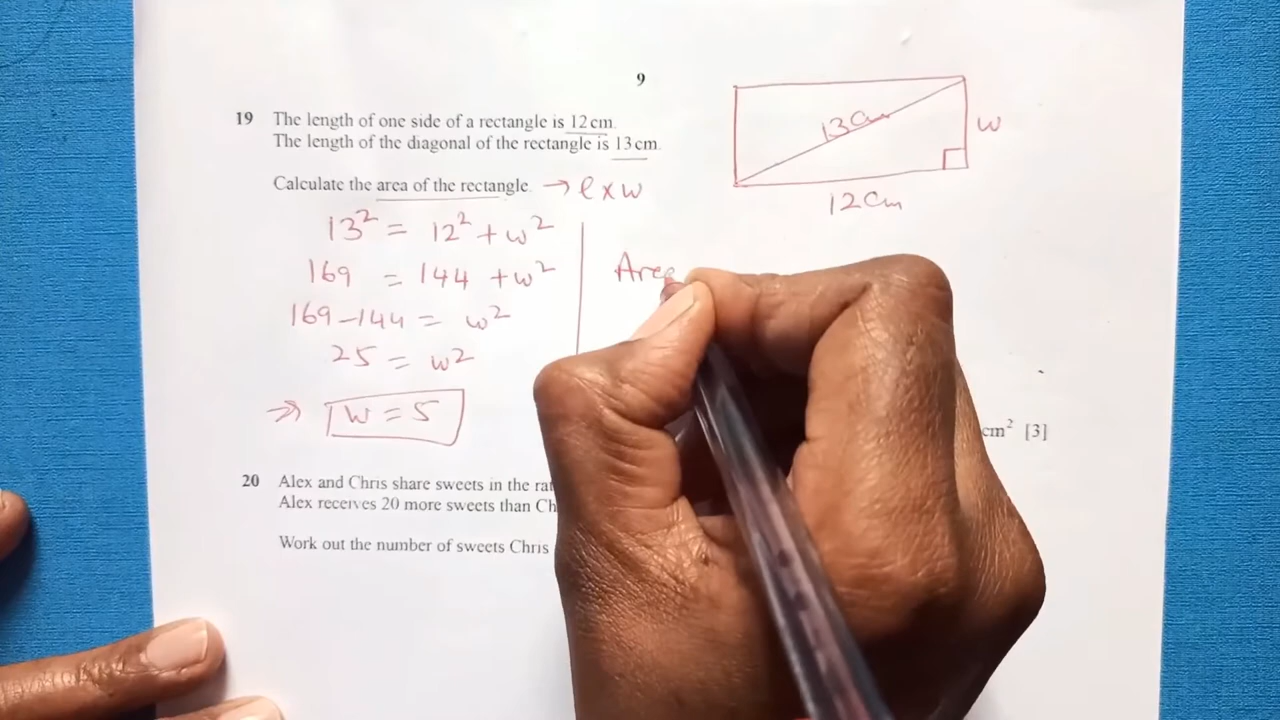 9
19 The length of one side of a rectangle is 12 cm.
The length of the diagonal of the rectangle is 13 cm.
Calculate the area of the rectangle. → l × w
13² = 12² + w²
169 = 144 + w²
169 – 144 = w²
25 = w²
⇒ w = 5
13cm
w
12cm
Area
cm² [3]
20 Alex and Chris share sweets in the
Alex receives 20 more sweets than
Work out the number of sweets Chris